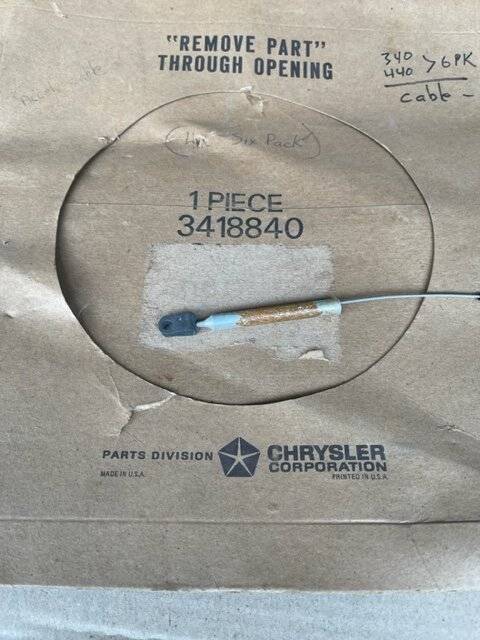 "REMOVE PART"
THROUGH OPENING
340
440 > 6PK
cable -
Six Pack
1 PIECE
3418840
PARTS DIVISION
MADE IN U.S.A.
CHRYSLER
CORPORATION
PRINTED IN U.S.A.